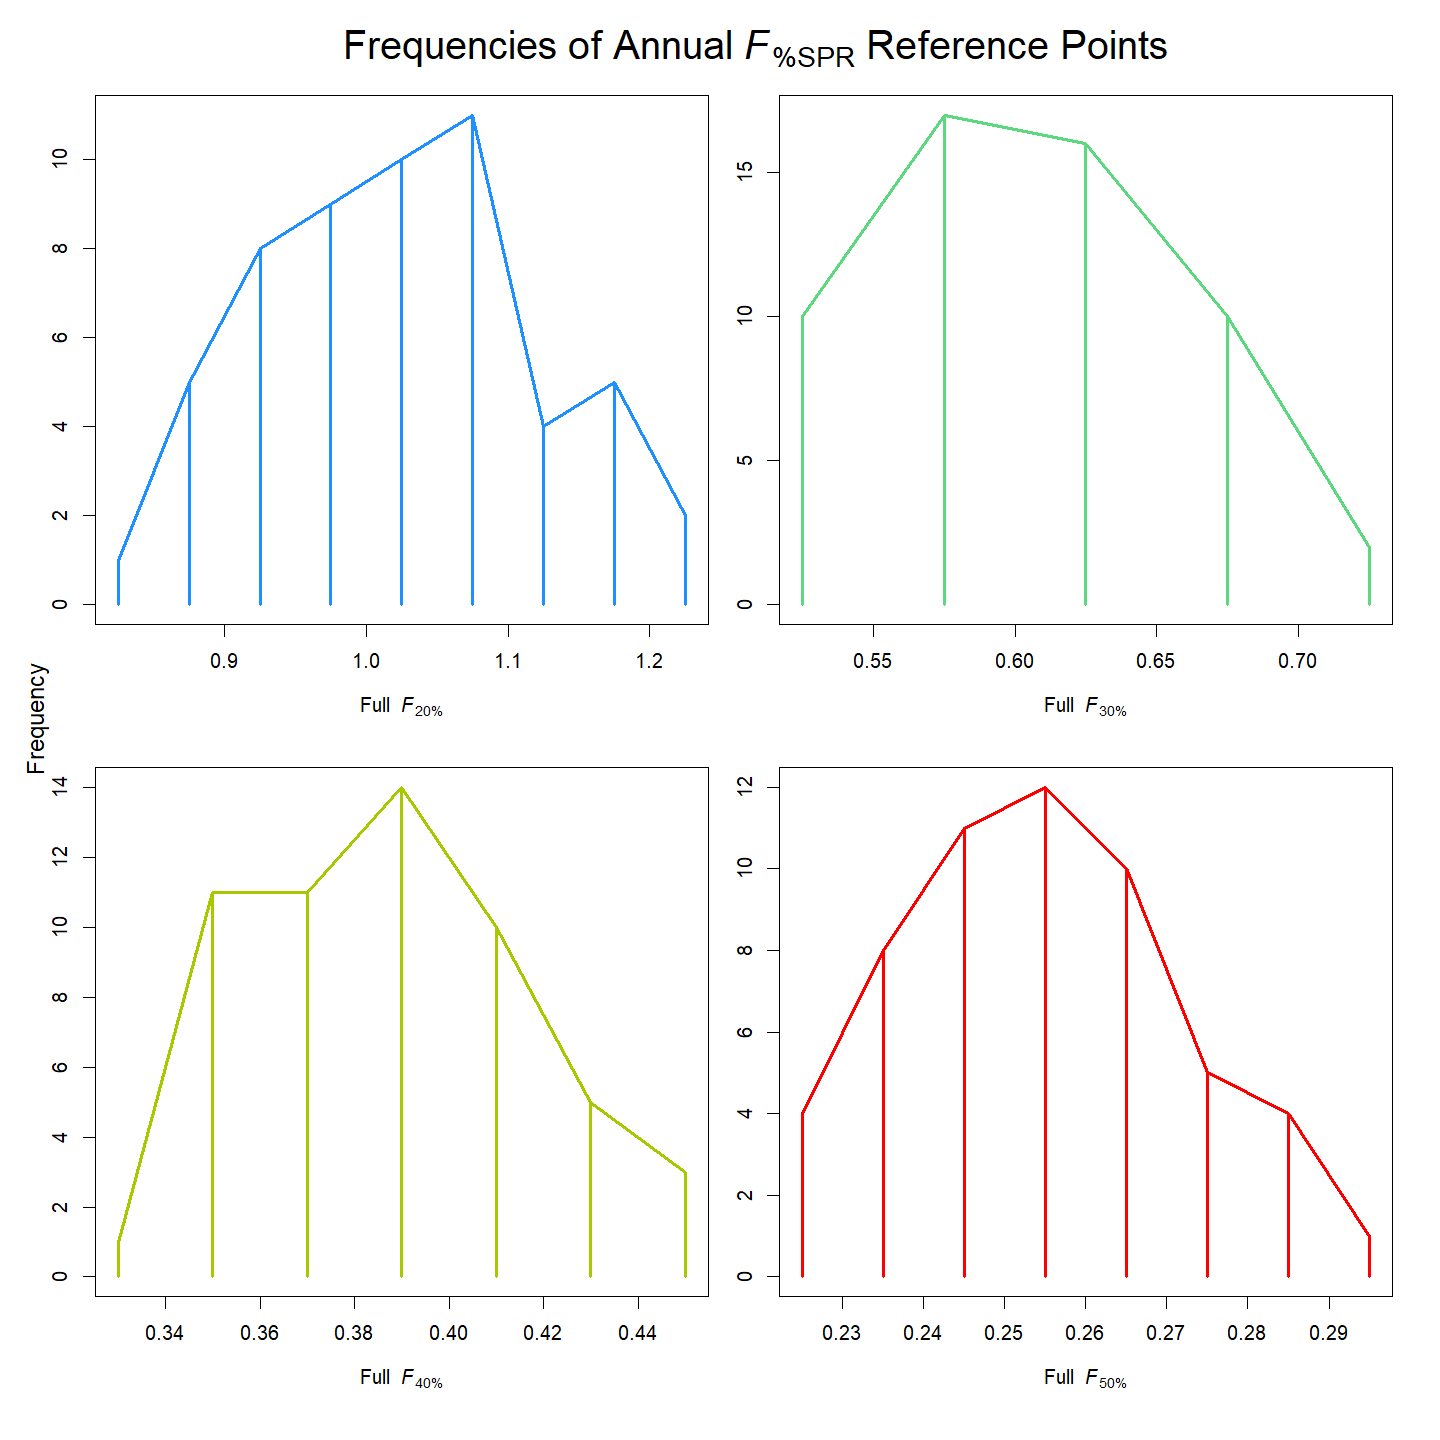 Frequencies of Annual F%SPR Reference Points
Frequency
0 2 4 6 8 10
0.9 1.0 1.1 1.2
Full F20%
0 5 10 15
0.55 0.60 0.65 0.70
Full F30%
0 2 4 6 8 10 12 14
0.34 0.36 0.38 0.40 0.42 0.44
Full F40%
0 2 4 6 8 10 12
0.23 0.24 0.25 0.26 0.27 0.28 0.29
Full F50%